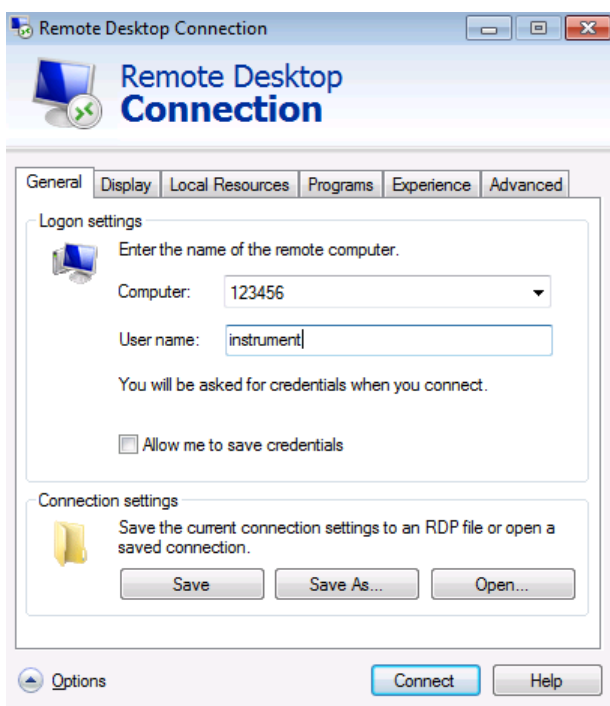 Remote Desktop Connection
Remote Desktop
Connection
General Display Local Resources Programs Experience Advanced
Logon settings
Enter the name of the remote computer.
Computer: 123456
User name: instrument
You will be asked for credentials when you connect.
Allow me to save credentials
Connection settings
Save the current connection settings to an RDP file or open a
saved connection.
Save Save As... Open...
Options Connect Help